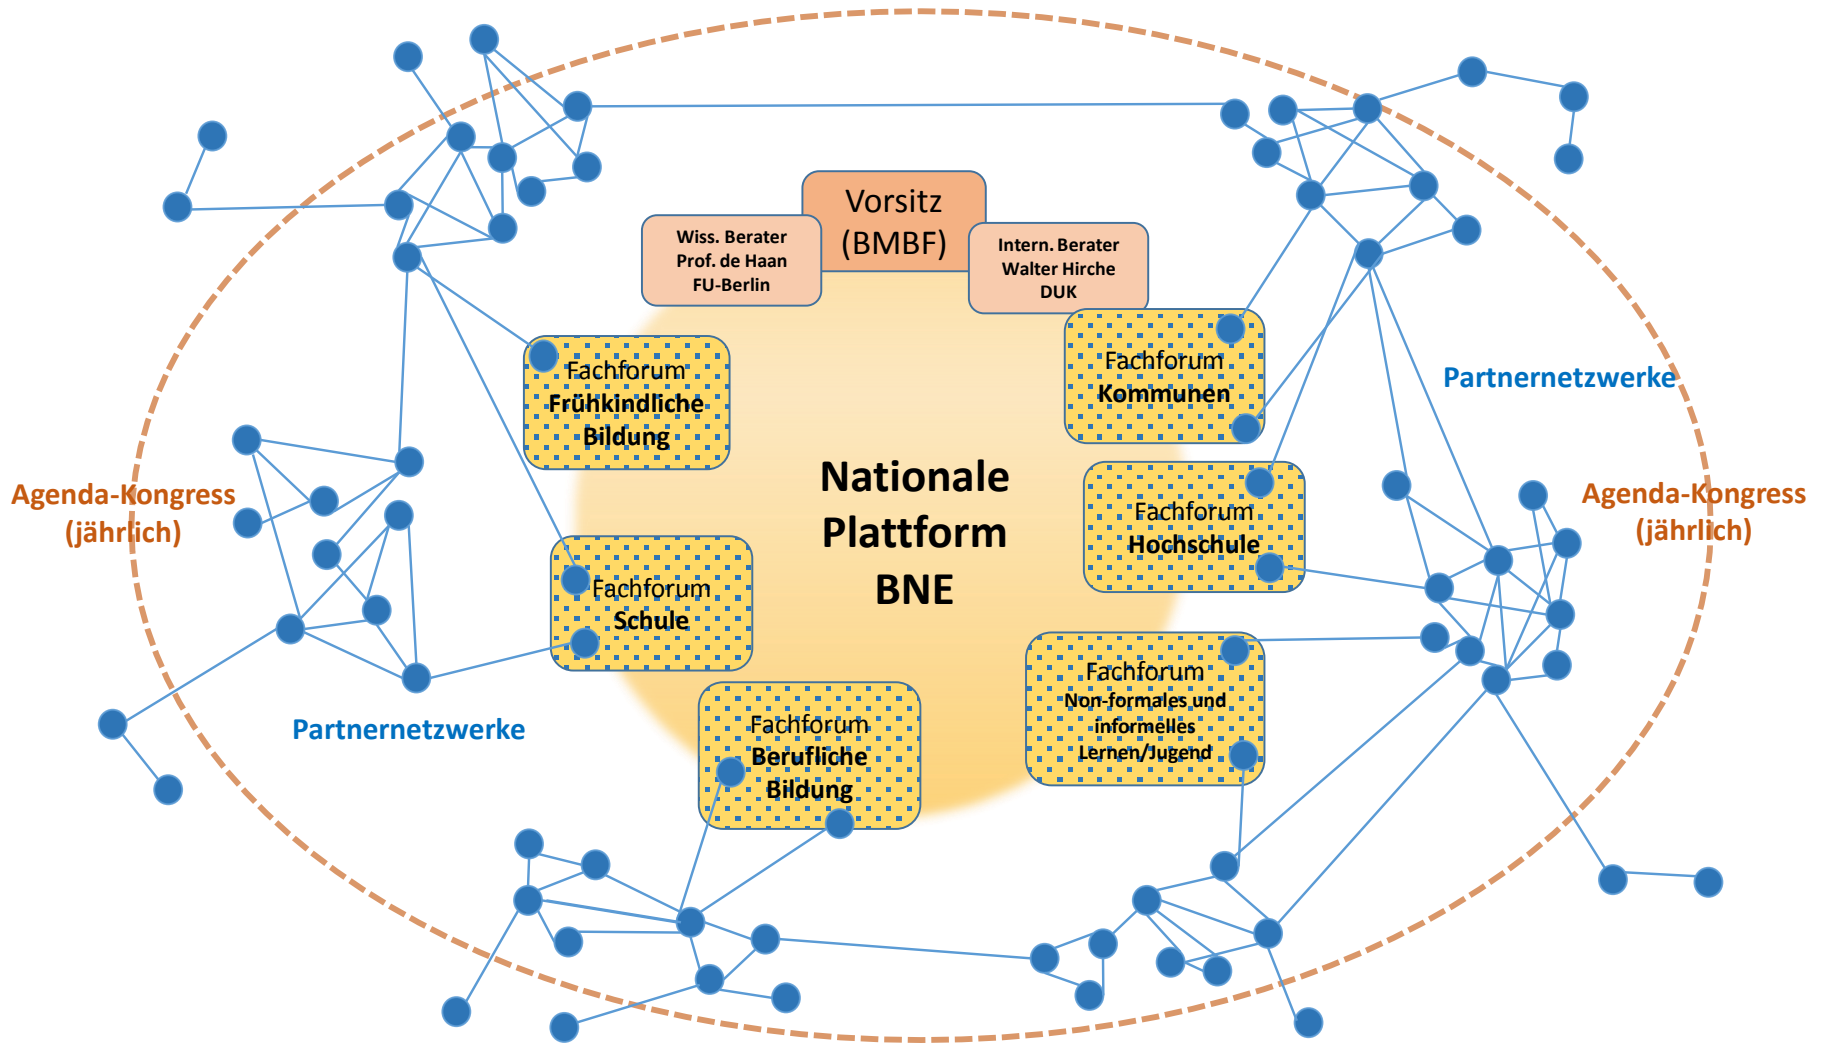 Vorsitz
(BMBF)
Wiss. Berater
Prof. de Haan
FU-Berlin
Intern. Berater
Walter Hirche
DUK
Fachforum
Frühkindliche
Bildung
Fachforum
Kommunen
Partnernetzwerke
Nationale
Plattform
BNE
Agenda-Kongress
(jährlich)
Fachforum
Hochschule
Agenda-Kongress
(jährlich)
Fachforum
Schule
Fachforum
Non-formales und
informelles
Lernen/Jugend
Partnernetzwerke
Fachforum
Berufliche
Bildung